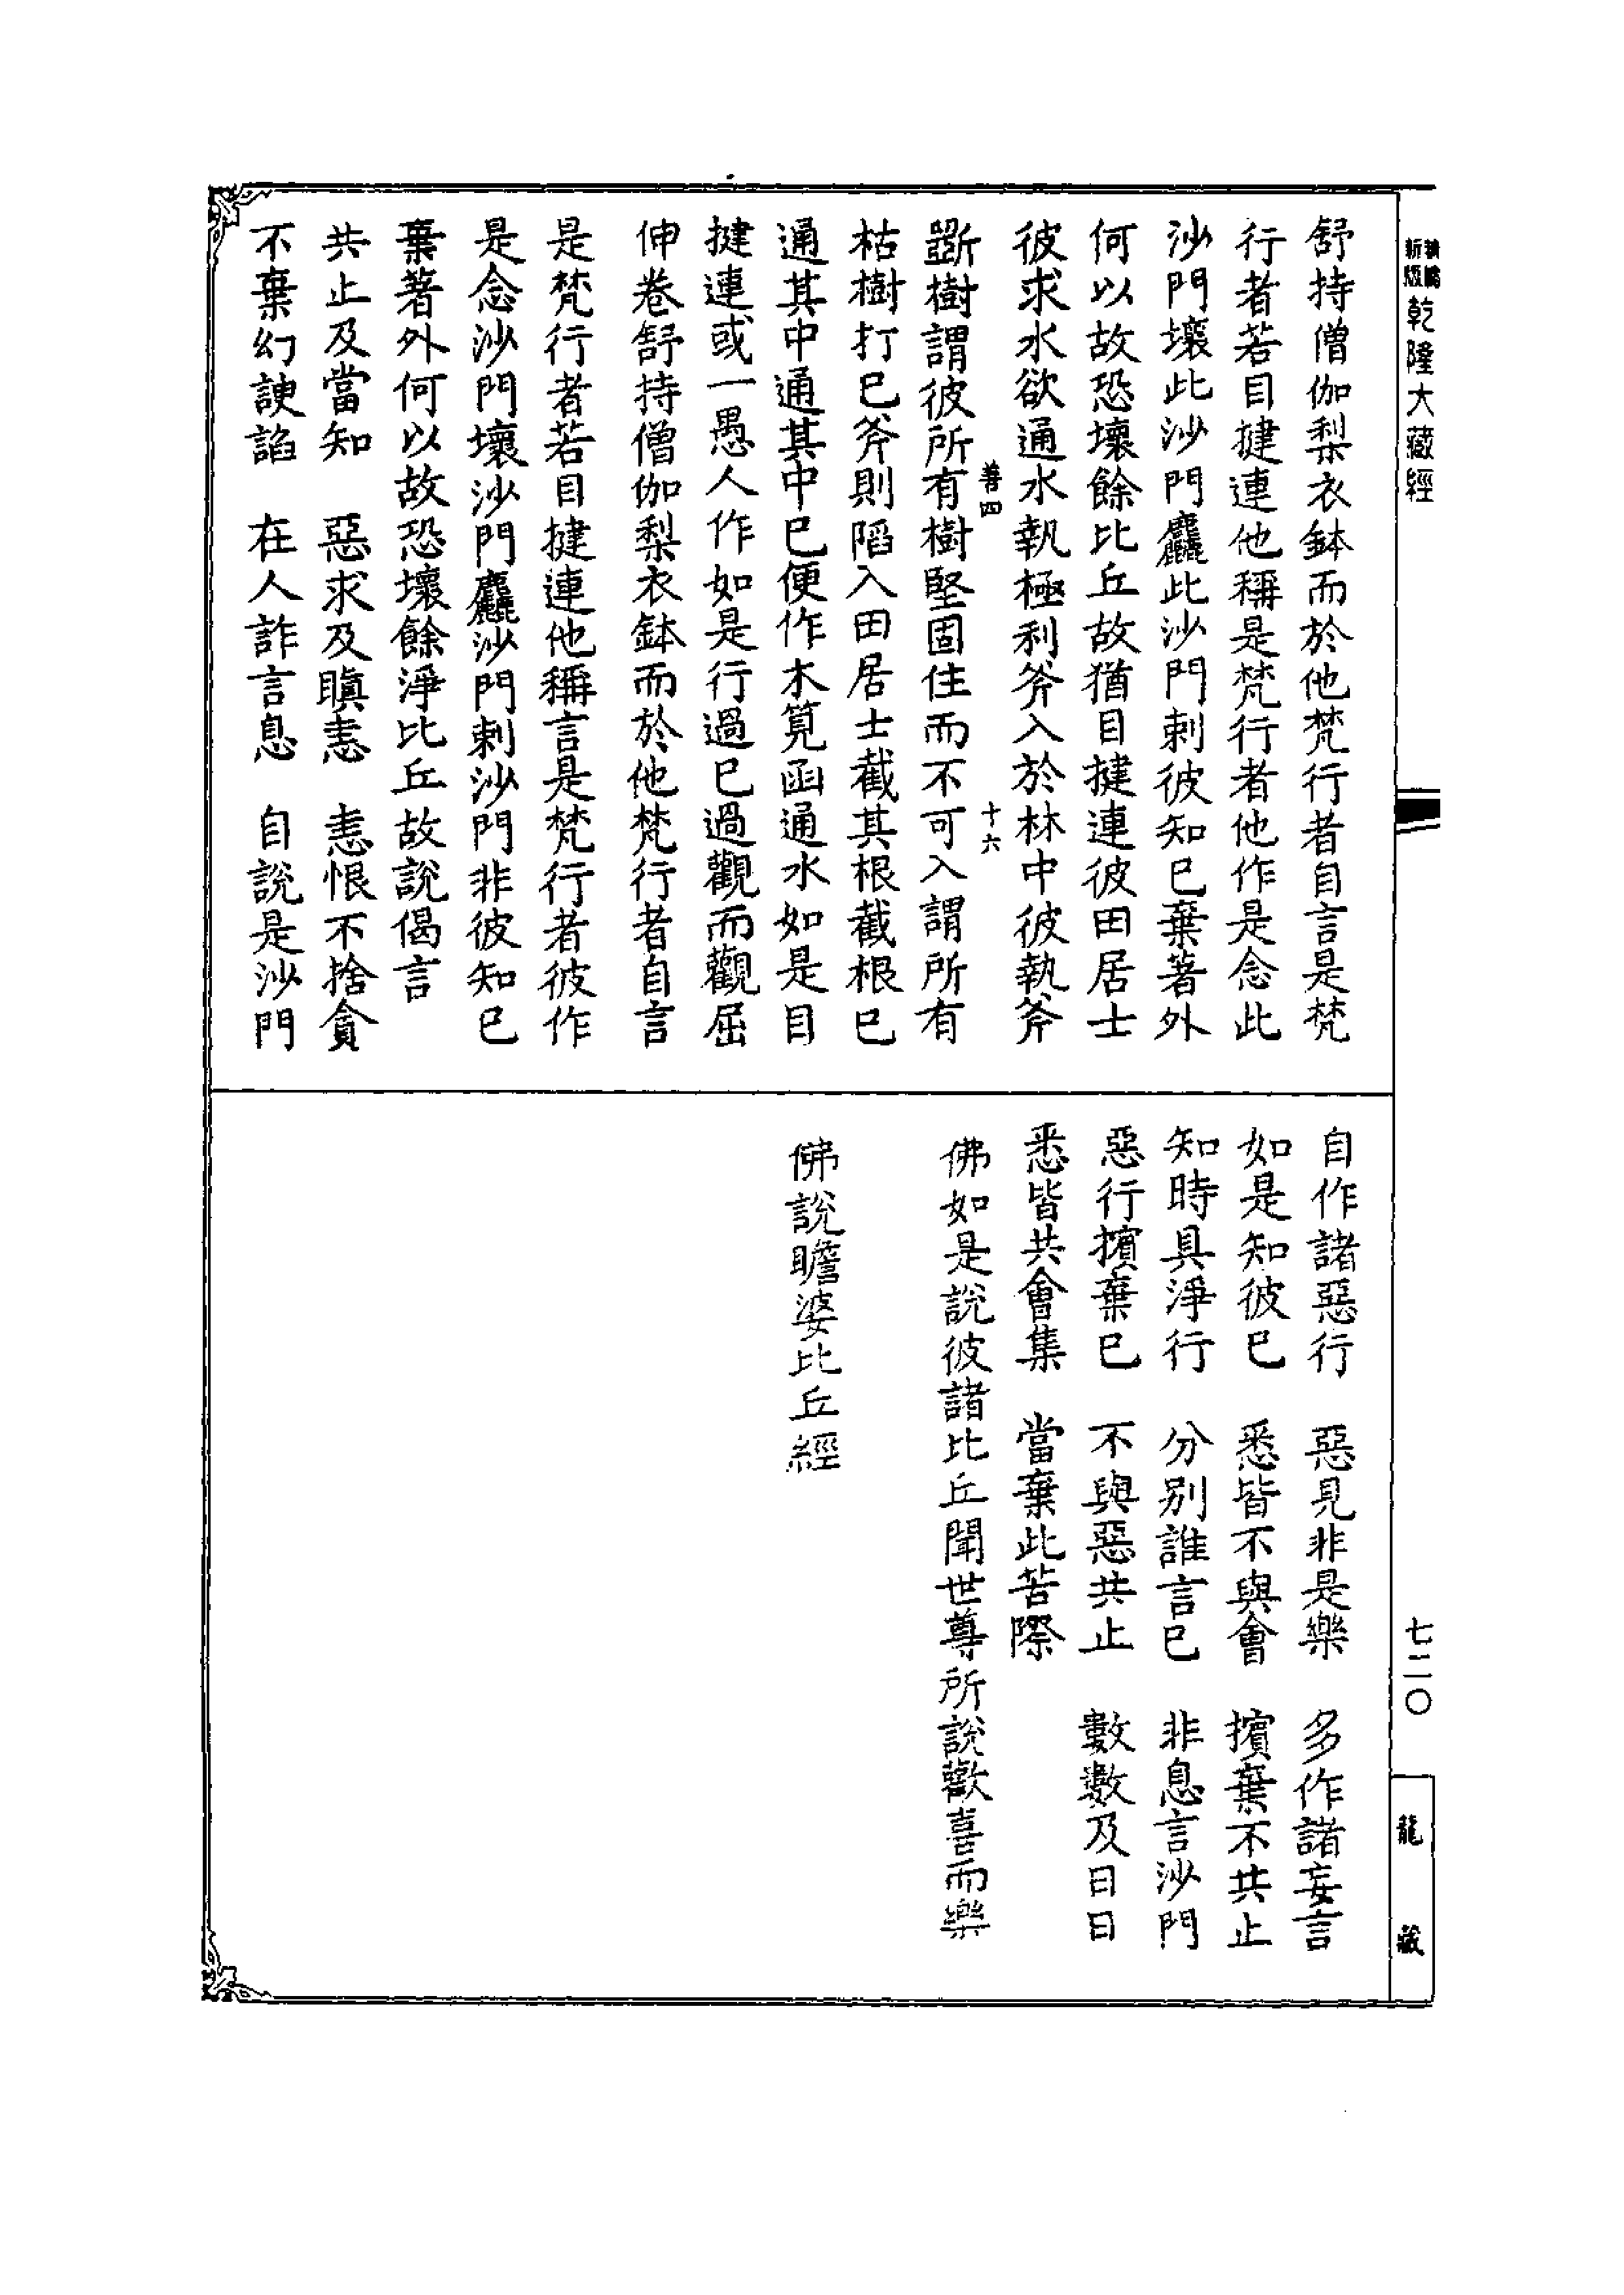 新編新版乾隆大藏經
舒持僧伽梨衣鉢而於他梵行者自言是梵
行者若目揵連他稱是梵行者他作是念此
沙門壞此沙門麤此沙門刺彼知已棄著外
何以故恐壞餘比丘故猶目揵連彼田居士
彼求水欲通水執極利斧入於林中彼執斧
善四 十六
斵樹謂彼所有樹堅固住而不可入謂所有
枯樹打已斧則陷入田居士截其根截根已
通其中通其中已便作木筧函通水如是目
揵連或一愚人作如是行過已過觀而觀屈
伸卷舒持僧伽梨衣鉢而於他梵行者自言
是梵行者若目揵連他稱言是梵行者彼作
是念沙門壞沙門麤沙門刺沙門非彼知已
棄著外何以故恐壞餘淨比丘故說偈言
共止及當知 惡求及瞋恚 恚恨不捨貪
不棄幻諛諂 在人詐言息 自說是沙門
自作諸惡行 惡見非是樂 多作諸妄言
如是知彼已 悉皆不與會 擯棄不共止
知時具淨行 分別誰言已 非息言沙門
惡行擯棄已 不與惡共止 數數及日日
悉皆共會集 當棄此苦際
佛如是說彼諸比丘聞世尊所說歡喜而樂
佛說瞻婆比丘經
七二〇
龍藏